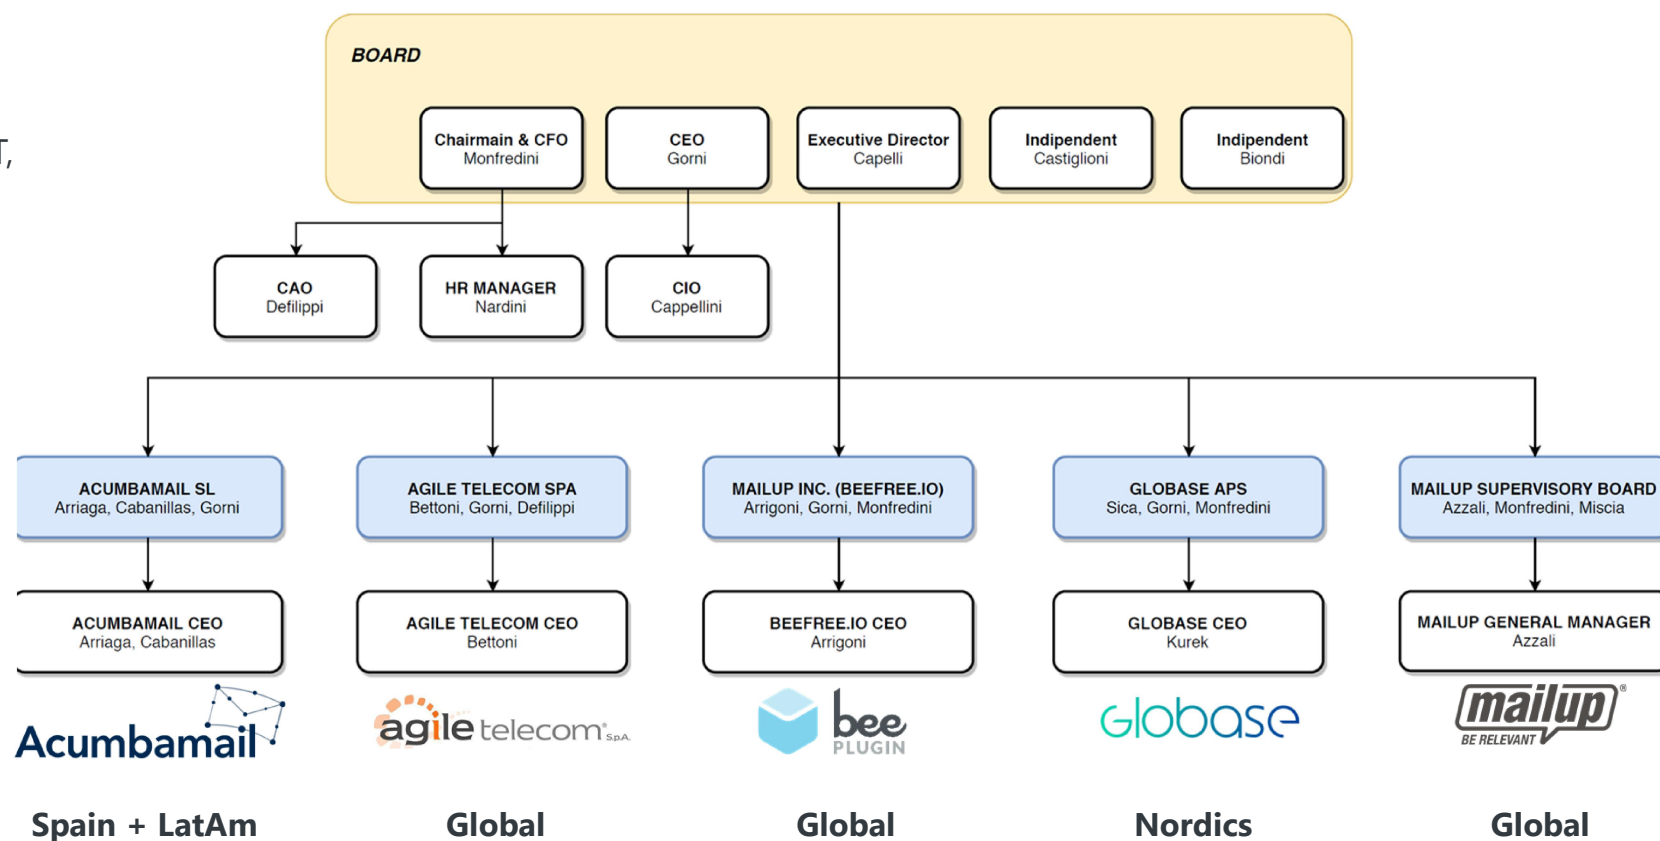 BOARD
T,
Chairmain & CFO
Monfredini
CEO
Gorni
Executive Director
Capelli
Indipendent
Castiglioni
Indipendent
Biondi
CAO
Defilippi
HR MANAGER
Nardini
CIO
Cappellini
ACUMBAMAIL SL
Arriaga, Cabanillas, Gorni
AGILE TELECOM SPA
Bettoni, Gorni, Defilippi
MAILUP INC. (BEEFREE.IO)
Arrigoni, Gorni, Monfredini
GLOBASE APS
Sica, Gorni, Monfredini
MAILUP SUPERVISORY BOARD
Azzali, Monfredini, Miscia
ACUMBAMAIL CEO
Arriaga, Cabanillas
AGILE TELECOM CEO
Bettoni
BEEFREE.IO CEO
Arrigoni
GLOBASE CEO
Kurek
MAILUP GENERAL MANAGER
Azzali
Acumbamail
agile telecom® S.p.A.
bee
PLUGIN
Globase
mailup®
BE RELEVANT
Spain + LatAm
Global
Global
Nordics
Global